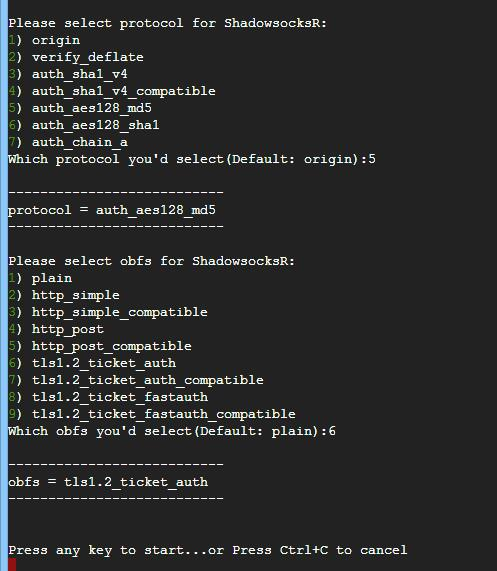 Please select protocol for ShadowsocksR:
1) origin
2) verify_deflate
3) auth_sha1_v4
4) auth_sha1_v4_compatible
5) auth_aes128_md5
6) auth_aes128_sha1
7) auth_chain_a
Which protocol you'd select(Default: origin):5
---------------------------
protocol = auth_aes128_md5
---------------------------
Please select obfs for ShadowsocksR:
1) plain
2) http_simple
3) http_simple_compatible
4) http_post
5) http_post_compatible
6) tls1.2_ticket_auth
7) tls1.2_ticket_auth_compatible
8) tls1.2_ticket_fastauth
9) tls1.2_ticket_fastauth_compatible
Which obfs you'd select(Default: plain):6
---------------------------
obfs = tls1.2_ticket_auth
---------------------------
Press any key to start...or Press Ctrl+C to cancel